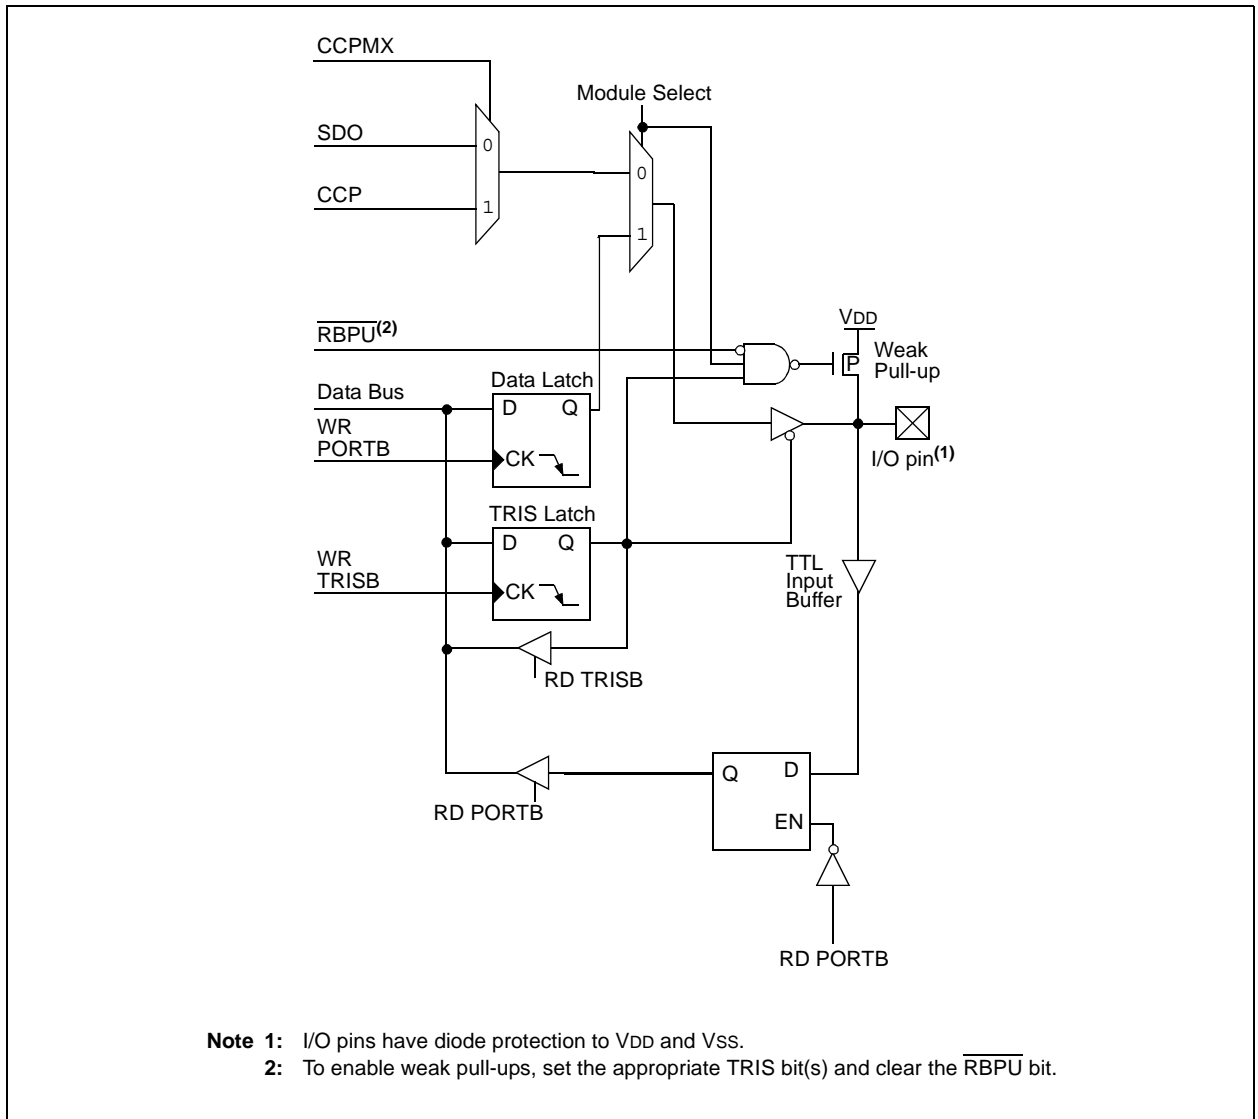 CCPMX
Module Select
SDO
0
0
CCP
1
1
RBPU(2)
VDD
P
Weak
Pull-up
Data Bus
Data Latch
D Q
WR
PORTB
CK
I/O pin(1)
TRIS Latch
D Q
WR
TRISB
CK
TTL
Input
Buffer
RD TRISB
Q D
RD PORTB
EN
RD PORTB
Note 1: I/O pins have diode protection to VDD and VSS.
2: To enable weak pull-ups, set the appropriate TRIS bit(s) and clear the RBPU bit.